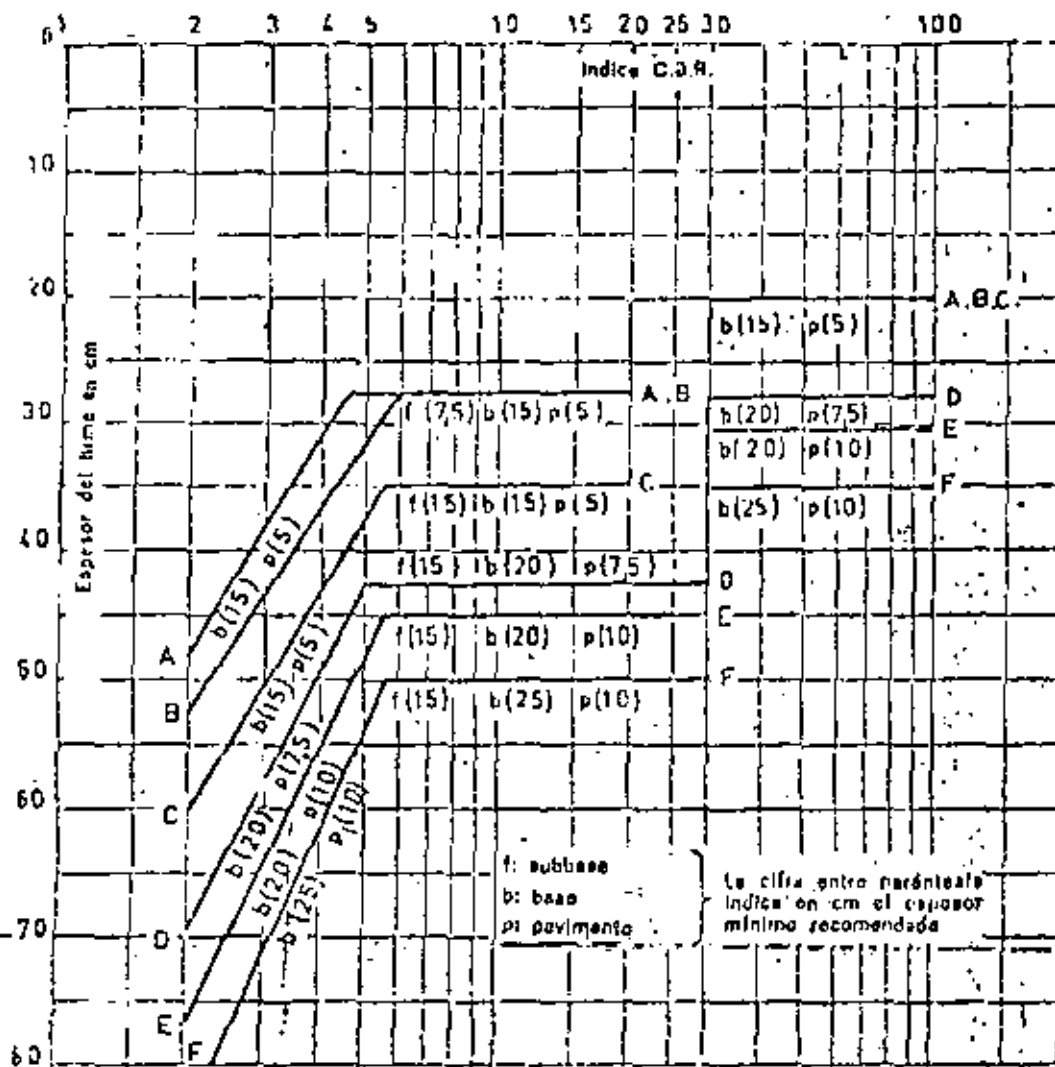 1 2 3 4 5 10 15 20 25 30 100
0
Indice C.B.R.
10
20
A,B,C.
b(15) p(5)
30
A,B
D
f(7,5) b(15) p(5)
b(20) p(7,5)
E
b(20) p(10)
C
F
f(15) b(15) p(5)
b(25) p(10)
40
f(15) b(20) p(7,5)
D
E
f(15) b(20) p(10)
F
f(15) b(25) p(10)
Espesor del firme en cm
b(15) p(5)
b(15) p(5)
b(20) p(7,5)
b(20) p(10)
b(25) p(10)
A
50
B
60
C
70
D
E
F
f: subbase
b: base
p: pavimento
La cifra entre paréntesis
indica en cm el espesor
mínimo recomendado